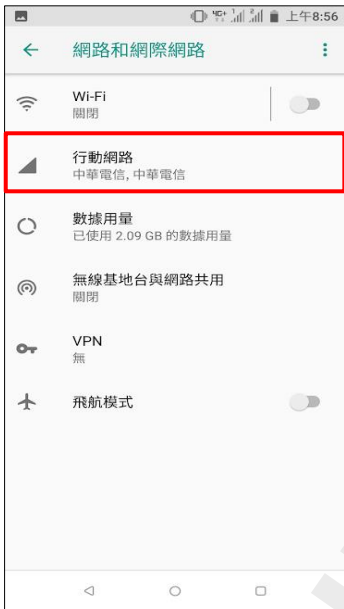 4G+ 1 2 上午8:56
網路和網際網路
Wi-Fi
關閉
行動網路
中華電信, 中華電信
數據用量
已使用 2.09 GB 的數據用量
無線基地台與網路共用
關閉
VPN
無
飛航模式